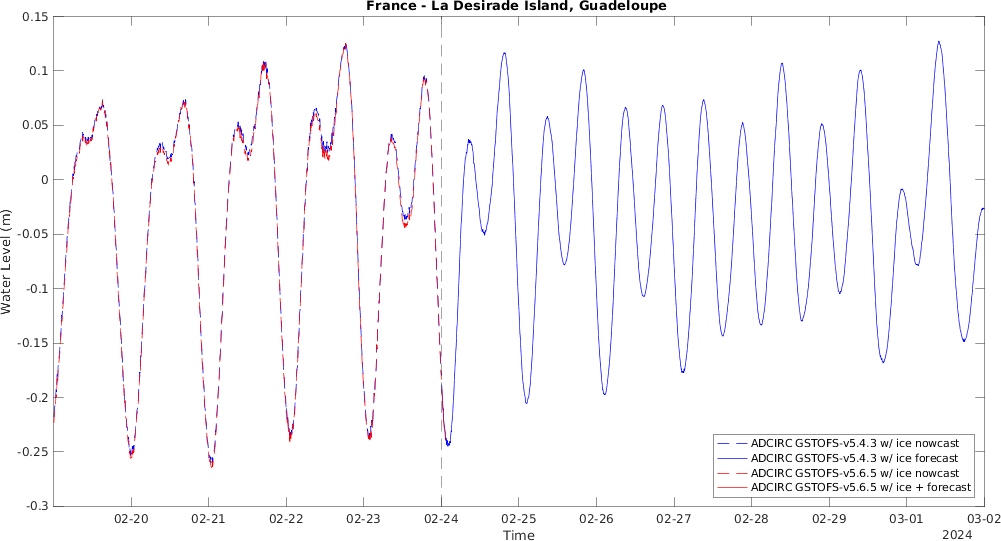 France - La Desirade Island, Guadeloupe
0.15
0.1
0.05
0
-0.05
-0.1
-0.15
-0.2
-0.25
-0.3
Water Level (m)
ADCIRC GSTOFS-v5.4.3 w/ ice nowcast
ADCIRC GSTOFS-v5.4.3 w/ ice forecast
ADCIRC GSTOFS-v5.6.5 w/ ice nowcast
ADCIRC GSTOFS-v5.6.5 w/ ice + forecast
02-20 02-21 02-22 02-23 02-24 02-25 02-26 02-27 02-28 02-29 03-01 03-02
Time
2024